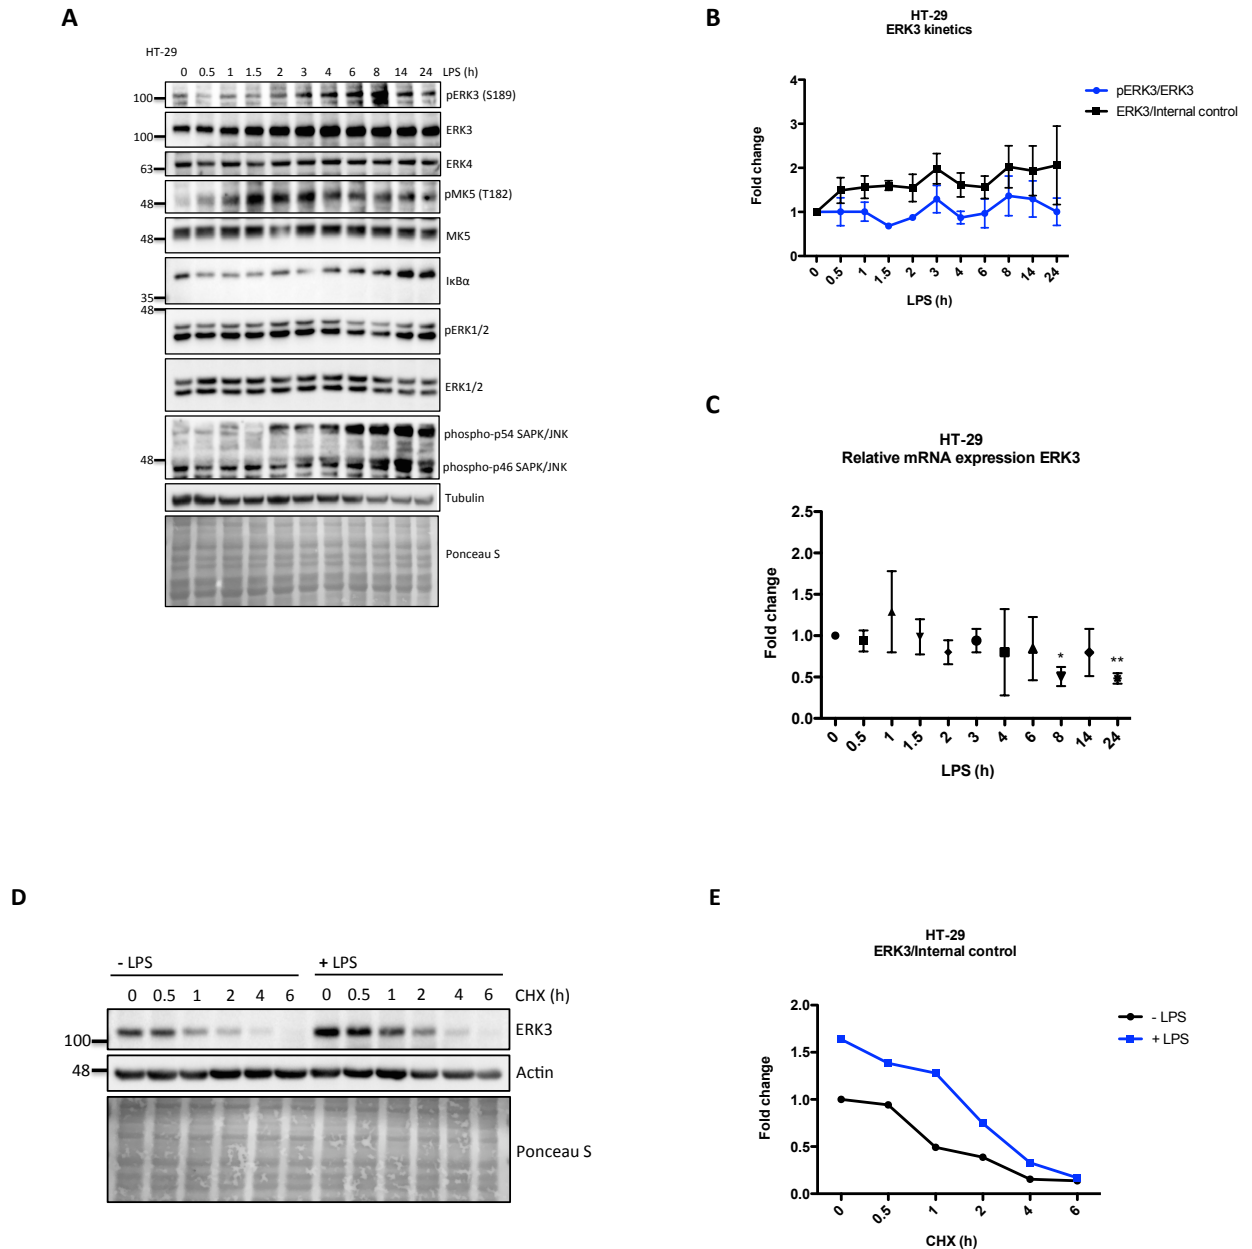 A
HT-29
0 0.5 1 1.5 2 3 4 6 8 14 24 LPS (h)
100 pERK3 (S189)
100 ERK3
63 ERK4
48 pMK5 (T182)
48 MK5
IκBα
35
48
pERK1/2
ERK1/2
phospho-p54 SAPK/JNK
48 phospho-p46 SAPK/JNK
Tubulin
Ponceau S
B
HT-29
ERK3 kinetics
Fold change
4
3
2
1
0
0 0.5 1 1.5 2 3 4 6 8 14 24
LPS (h)
pERK3/ERK3
ERK3/Internal control
C
HT-29
Relative mRNA expression ERK3
Fold change
2.5
2.0
1.5
1.0
0.5
0.0
* **
0 0.5 1 1.5 2 3 4 6 8 14 24
LPS (h)
D
- LPS + LPS
0 0.5 1 2 4 6 0 0.5 1 2 4 6 CHX (h)
100 ERK3
48 Actin
Ponceau S
E
HT-29
ERK3/Internal control
Fold change
2.0
1.5
1.0
0.5
0.0
0 0.5 1 2 4 6
CHX (h)
- LPS
+ LPS